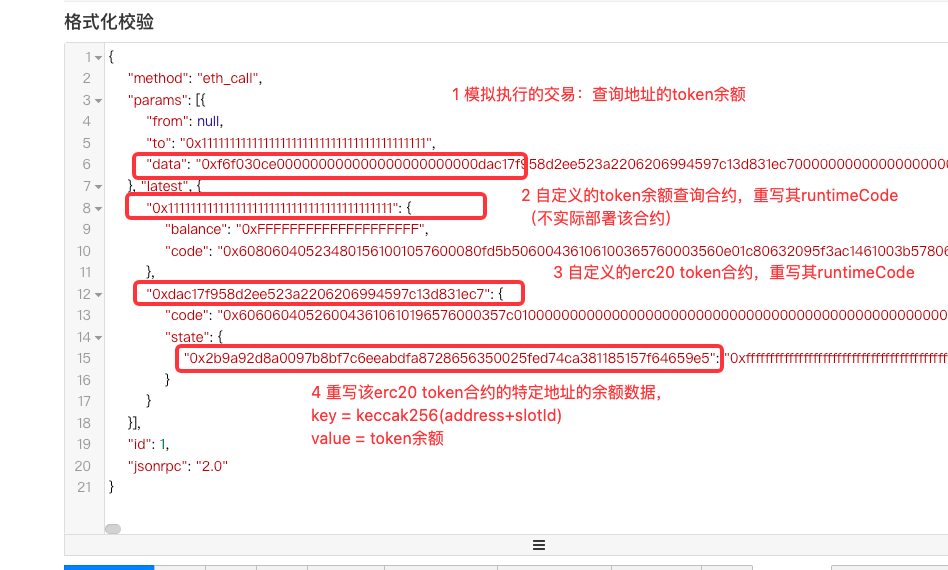 格式化校验
1 {
2 "method": "eth_call",
1 模拟执行的交易：查询地址的token余额
3 "params": [{
4 "from": null,
5 "to": "0x1111111111111111111111111111111111111111",
6 "data": "0xf6f030ce000000000000000000000000dac17f958d2ee523a2206206994597c13d831ec7000000000000000000
7 }, "latest", {
2 自定义的token余额查询合约，重写其runtimeCode
8 "0x1111111111111111111111111111111111111111": {
（不实际部署该合约）
9 "balance": "0xFFFFFFFFFFFFFFFFFFFF",
10 "code": "0x608060405234801561001057600080fd5b50600436106100365760003560e01c80632095f3ac1461003b57806
11 },
3 自定义的erc20 token合约，重写其runtimeCode
12 "0xdac17f958d2ee523a2206206994597c13d831ec7": {
13
14 "state": {
15 "0x2b9a92d8a0097b8bf7c6eeabdfa8728656350025fed74ca381185157f64659e5":
16 }
4 重写该erc20 token合约的特定地址的余额数据，
17 }
key = keccak256(address+slotId)
18 }],
value = token余额
19 "id": 1,
20 "jsonrpc": "2.0"
21 }